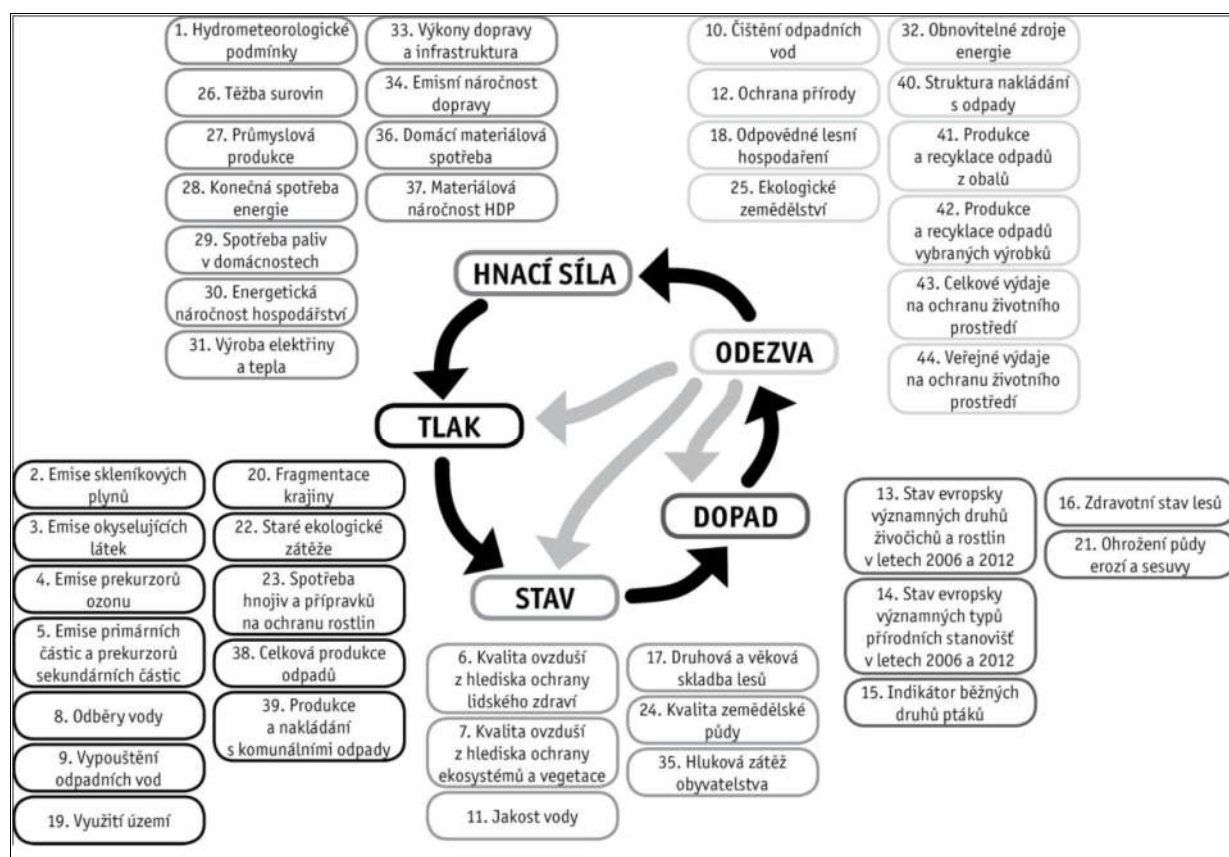 1. Hydrometeorologické
podmínky
26. Těžba surovin
27. Průmyslová
produkce
28. Konečná spotřeba
energie
29. Spotřeba paliv
v domácnostech
30. Energetická
náročnost hospodářství
31. Výroba elektřiny
a tepla
33. Výkony dopravy
a infrastruktura
34. Emisní náročnost
dopravy
36. Domácí materiálová
spotřeba
37. Materiálová
náročnost HDP
10. Čištění odpadních
vod
12. Ochrana přírody
18. Odpovědné lesní
hospodaření
25. Ekologické
zemědělství
32. Obnovitelné zdroje
energie
40. Struktura nakládání
s odpady
41. Produkce
a recyklace odpadů
z obalů
42. Produkce
a recyklace odpadů
vybraných výrobků
43. Celkové výdaje
na ochranu životního
prostředí
44. Veřejné výdaje
na ochranu životního
prostředí
HNACÍ SÍLA
ODEZVA
TLAK
DOPAD
STAV
2. Emise skleníkových
plynů
3. Emise okyselujících
látek
4. Emise prekurzorů
ozonu
5. Emise primárních
částic a prekurzorů
sekundárních částic
8. Odběry vody
9. Vypouštění
odpadních vod
19. Využití území
20. Fragmentace
krajiny
22. Staré ekologické
zátěže
23. Spotřeba
hnojiv a přípravků
na ochranu rostlin
38. Celková produkce
odpadů
39. Produkce
a nakládání
s komunálními odpady
6. Kvalita ovzduší
z hlediska ochrany
lidského zdraví
7. Kvalita ovzduší
z hlediska ochrany
ekosystémů a vegetace
11. Jakost vody
17. Druhová a věková
skladba lesů
24. Kvalita zemědělské
půdy
35. Hluková zátěž
obyvatelstva
13. Stav evropsky
významných druhů
živočichů a rostlin
v letech 2006 a 2012
14. Stav evropsky
významných typů
přírodních stanovišť
v letech 2006 a 2012
15. Indikátor běžných
druhů ptáků
16. Zdravotní stav lesů
21. Ohrožení půdy
erozí a sesuvy